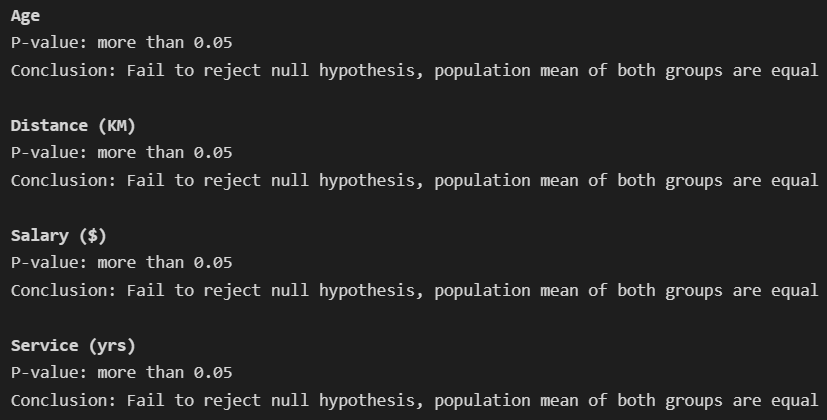 Age
P-value: more than 0.05
Conclusion: Fail to reject null hypothesis, population mean of both groups are equal
Distance (KM)
P-value: more than 0.05
Conclusion: Fail to reject null hypothesis, population mean of both groups are equal
Salary ($)
P-value: more than 0.05
Conclusion: Fail to reject null hypothesis, population mean of both groups are equal
Service (yrs)
P-value: more than 0.05
Conclusion: Fail to reject null hypothesis, population mean of both groups are equal